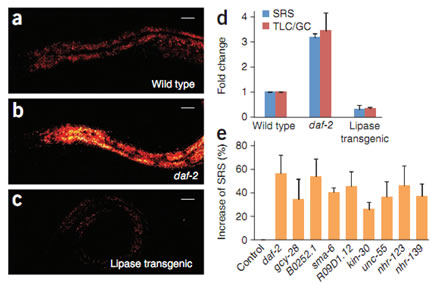 a
Wild type
b
daf-2
c
Lipase transgenic
d
SRS
TLC/GC
Fold change
4
3
2
1
0
Wild type
daf-2
Lipase
transgenic
e
Increase of SRS (%)
80
60
40
20
0
Control
daf-2
gcy-28
B0252.1
sma-6
R09D1.12
kin-30
unc-55
nhr-123
nhr-139